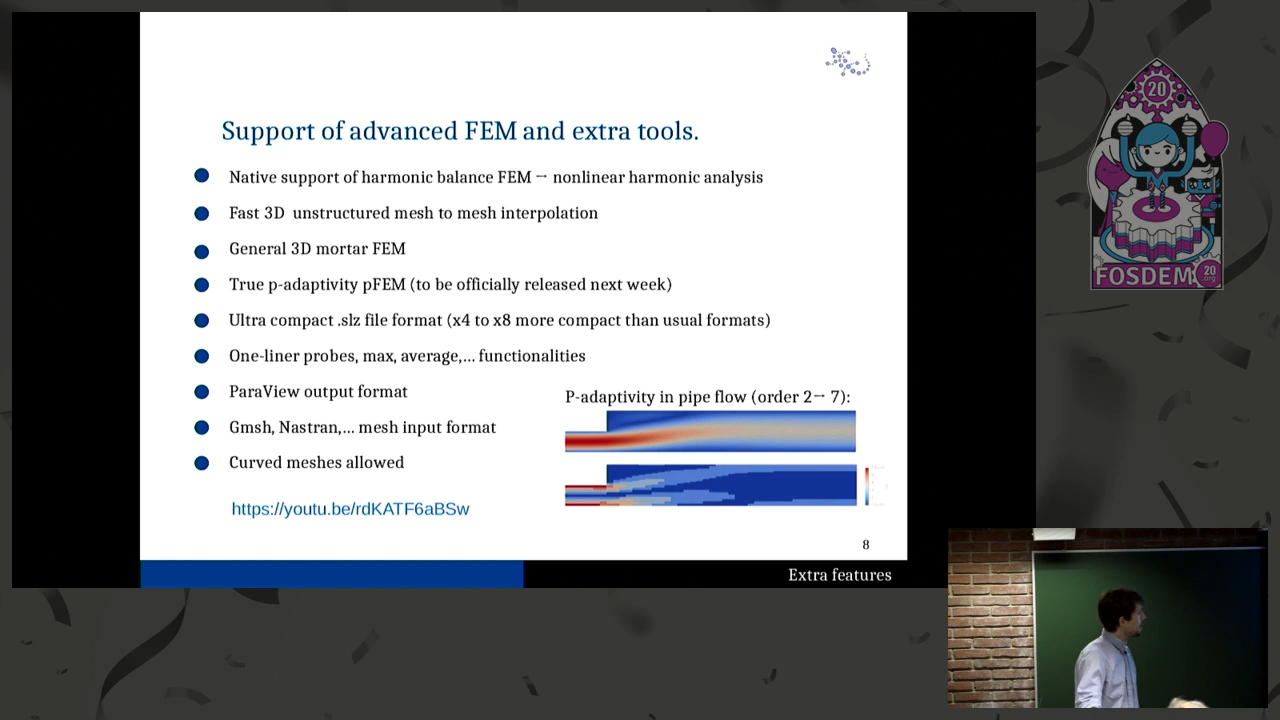 Support of advanced FEM and extra tools.
Native support of harmonic balance FEM → nonlinear harmonic analysis
Fast 3D unstructured mesh to mesh interpolation
General 3D mortar FEM
True p-adaptivity pFEM (to be officially released next week)
Ultra compact .slz file format (x4 to x8 more compact than usual formats)
One-liner probes, max, average,... functionalities
ParaView output format
Gmsh, Nastran,... mesh input format
Curved meshes allowed
https://youtu.be/rdKATF6aBSw
P-adaptivity in pipe flow (order 2→ 7):
8
Extra features
20
FOSDEM
20
.org